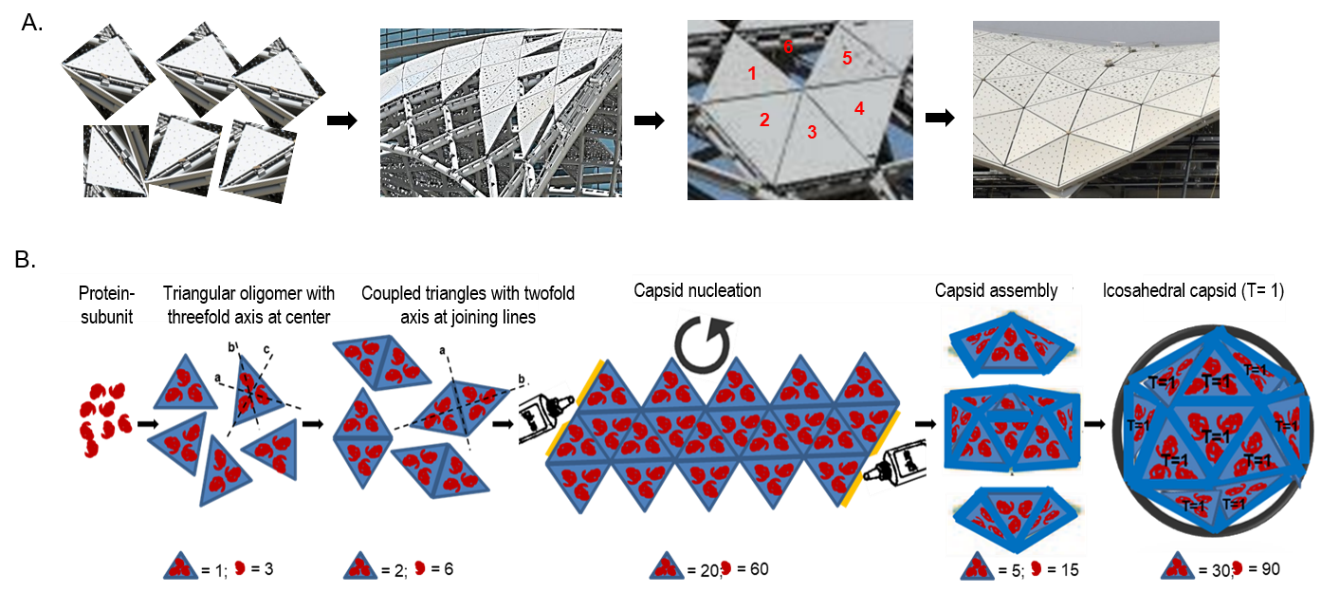 A.
1
2
3
4
5
6
B.
Protein-
subunit
Triangular oligomer with
threefold axis at center
Coupled triangles with twofold
axis at joining lines
Capsid nucleation
Capsid assembly
Icosahedral capsid (T= 1)
b
c
a
a
b
T=1
T=1
T=1
T=1
T=1
T=1
T=1
T=1
T=1
T=1
= 1; = 3
= 2; = 6
= 20; = 60
= 5; = 15
= 30; = 90